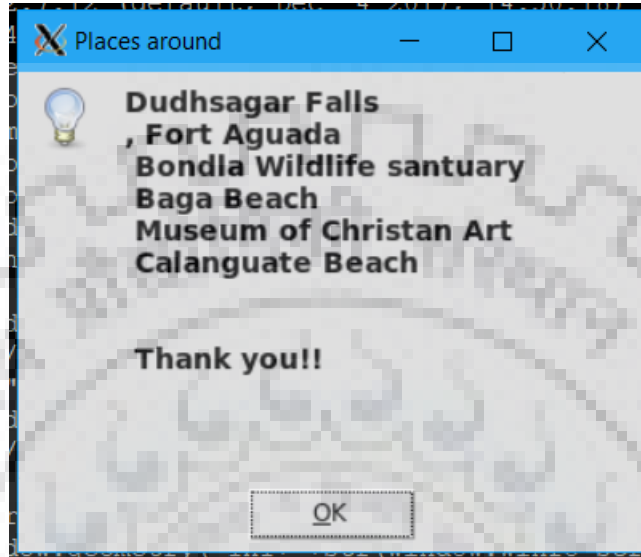 Places around
Dudhsagar Falls
, Fort Aguada
Bondla Wildlife santuary
Baga Beach
Museum of Christan Art
Calanguate Beach
Thank you!!
OK